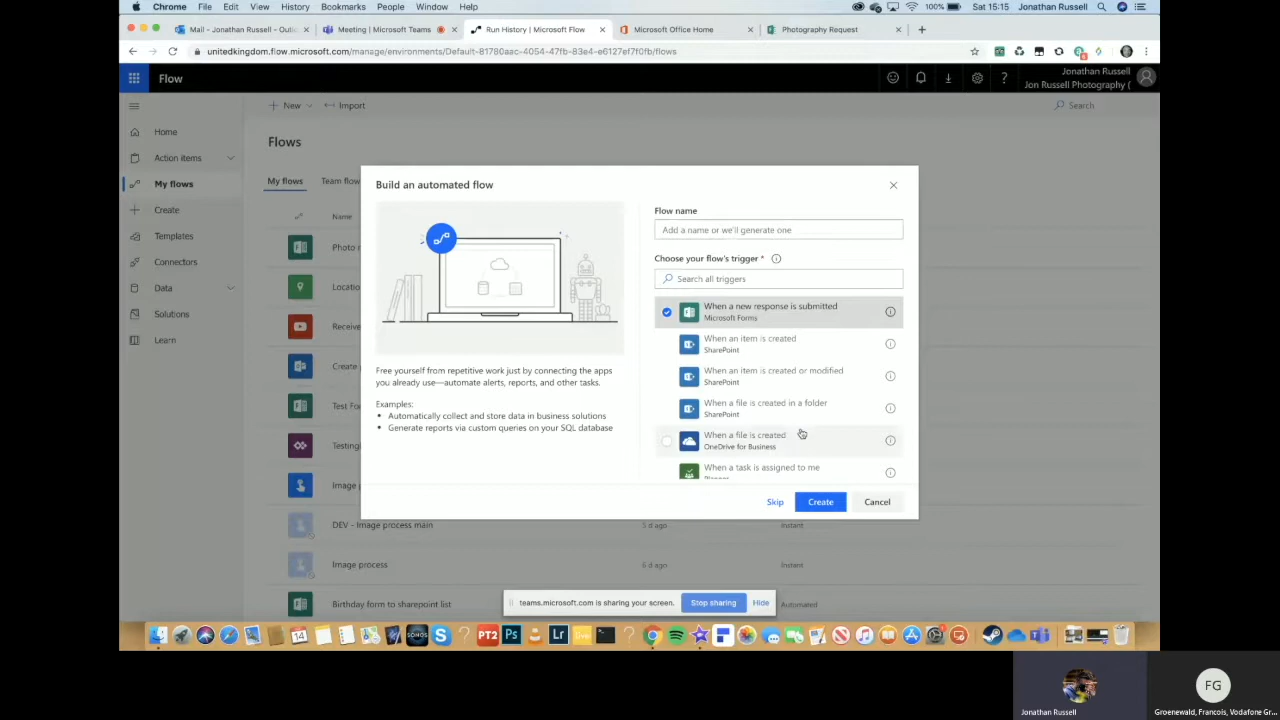 Chrome File Edit View History Bookmarks People Window Help 100% Sat 15:15 Jonathan Russell
Mail - Jonathan Russell - Outlo Meeting | Microsoft Teams Run History | Microsoft Flow Microsoft Office Home Photography Request
unitedkingdom.flow.microsoft.com/manage/environments/Default-81780aac-4054-47fb-83e4-e6127ef7f0fb/flows
Flow
Jonathan Russell
Jon Russell Photography (
New Import Search
Home
Action items
My flows
Create
Templates
Connectors
Data
Solutions
Learn
Flows
My flows Team flow
Name
Photo r
Locatio
Receive
Create
Test Fo
Testing
Image p
DEV - Image process main 5 d ago Instant
Image process 6 d ago Instant
Birthday form to sharepoint list Automated
Build an automated flow
Free yourself from repetitive work just by connecting the apps
you already use—automate alerts, reports, and other tasks.
Examples:
• Automatically collect and store data in business solutions
• Generate reports via custom queries on your SQL database
Flow name
Add a name or we'll generate one
Choose your flow's trigger *
Search all triggers
When a new response is submitted
Microsoft Forms
When an item is created
SharePoint
When an item is created or modified
SharePoint
When a file is created in a folder
SharePoint
When a file is created
OneDrive for Business
When a task is assigned to me
Planner
Skip Create Cancel
teams.microsoft.com is sharing your screen. Stop sharing Hide
14 SONOS PT2 Ps Lr
FG
Jonathan Russell
Groenewald, Francois, Vodafone Gr...